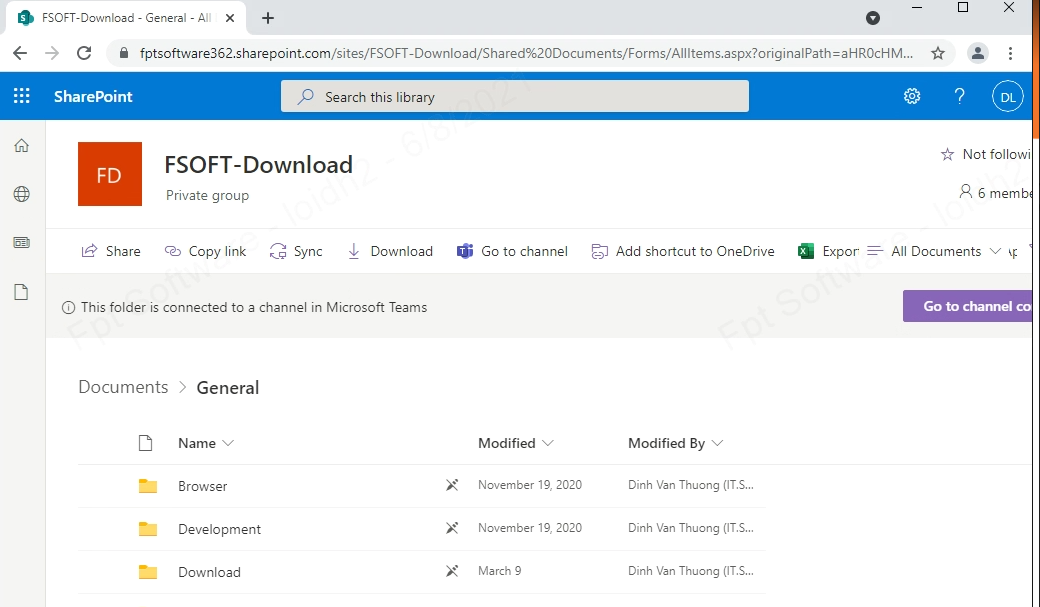 FSOFT-Download - General - All
fptsoftware362.sharepoint.com/sites/FSOFT-Download/Shared%20Documents/Forms/AllItems.aspx?originalPath=aHR0cHM...
SharePoint
Search this library
?
DL
FD
FSOFT-Download
Private group
Not followi
6 membe
Share
Copy link
Sync
Download
Go to channel
Add shortcut to OneDrive
Expor
All Documents
This folder is connected to a channel in Microsoft Teams
Go to channel co
Documents > General
Name
Modified
Modified By
Browser
November 19, 2020
Dinh Van Thuong (IT.S...
Development
November 19, 2020
Dinh Van Thuong (IT.S...
Download
March 9
Dinh Van Thuong (IT.S...
Fpt Software - loidh2 - 6/8/2021
Fpt Software - loidh2